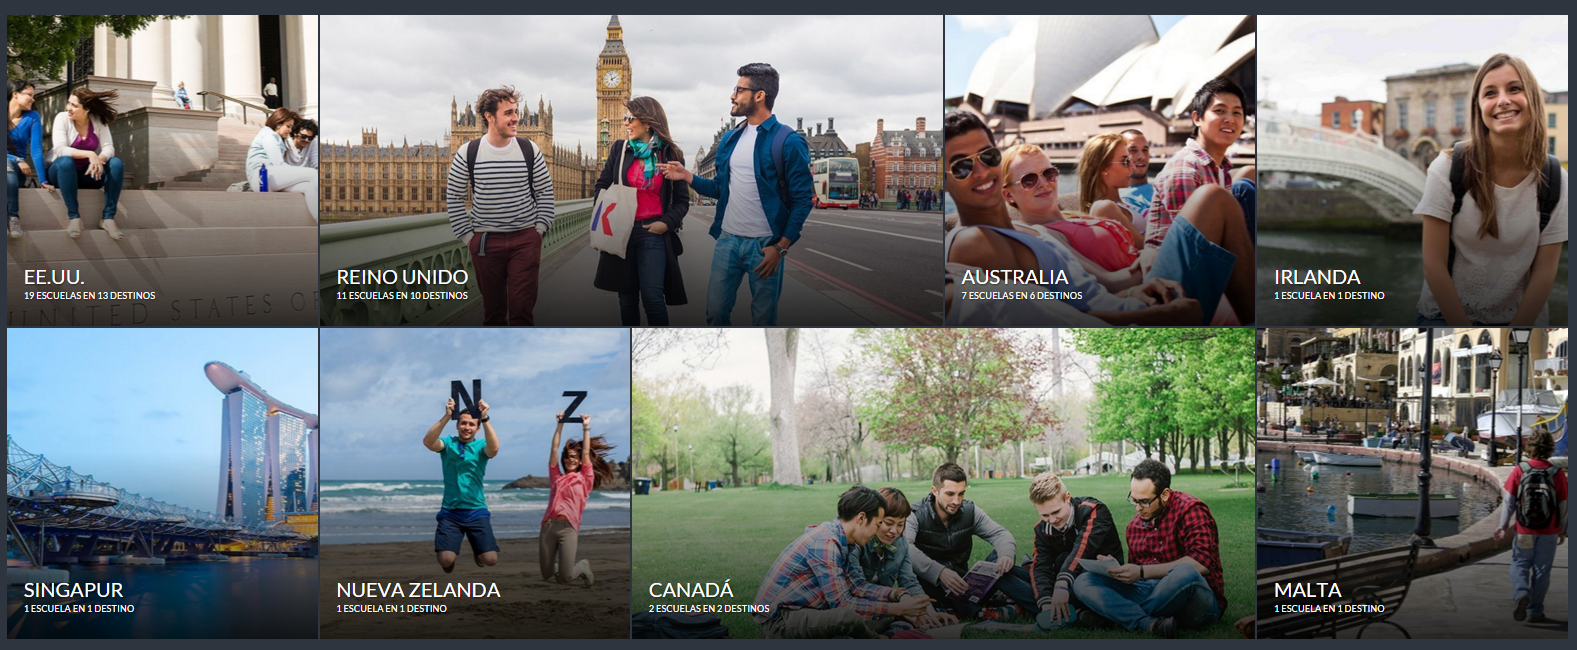 EE.UU.
19 ESCUELAS EN 13 DESTINOS
UNITED STATES OF
REINO UNIDO
11 ESCUELAS EN 10 DESTINOS
K
AUSTRALIA
7 ESCUELAS EN 6 DESTINOS
IRLANDA
1 ESCUELA EN 1 DESTINO
SINGAPUR
1 ESCUELA EN 1 DESTINO
N Z
NUEVA ZELANDA
1 ESCUELA EN 1 DESTINO
CANADÁ
2 ESCUELAS EN 2 DESTINOS
MALTA
1 ESCUELA EN 1 DESTINO